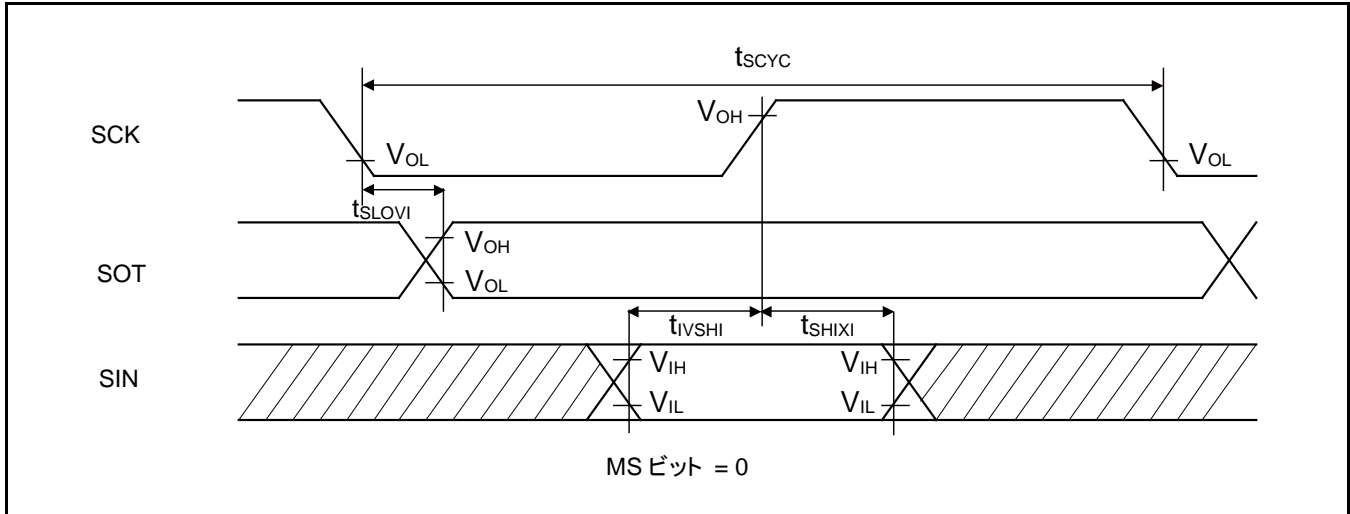 tSCYC
SCK
VOH
VOL
VOL
tSLOVI
SOT
VOH
VOL
tIVSHI
tSHIXI
SIN
VIH
VIH
VIL
VIL
MS ビット = 0